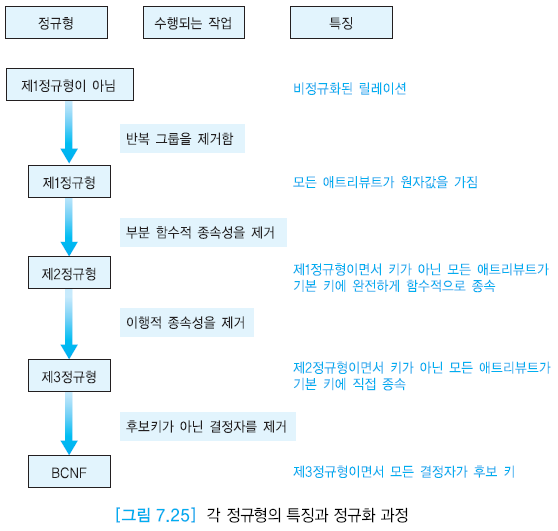 정규형
수행되는 작업
특징
제1정규형이 아님
비정규화된 릴레이션
반복 그룹을 제거함
제1정규형
모든 애트리뷰트가 원자값을 가짐
부분 함수적 종속성을 제거
제2정규형
제1정규형이면서 키가 아닌 모든 애트리뷰트가
기본 키에 완전하게 함수적으로 종속
이행적 종속성을 제거
제3정규형
제2정규형이면서 키가 아닌 모든 애트리뷰트가
기본 키에 직접 종속
후보키가 아닌 결정자를 제거
BCNF
제3정규형이면서 모든 결정자가 후보 키
[그림 7.25] 각 정규형의 특징과 정규화 과정